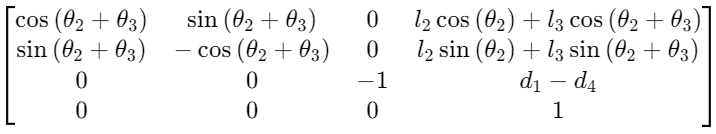 cos (θ₂ + θ₃) sin (θ₂ + θ₃) 0 l₂ cos (θ₂) + l₃ cos (θ₂ + θ₃)
sin (θ₂ + θ₃) − cos (θ₂ + θ₃) 0 l₂ sin (θ₂) + l₃ sin (θ₂ + θ₃)
0 0 −1 d₁ − d₄
0 0 0 1